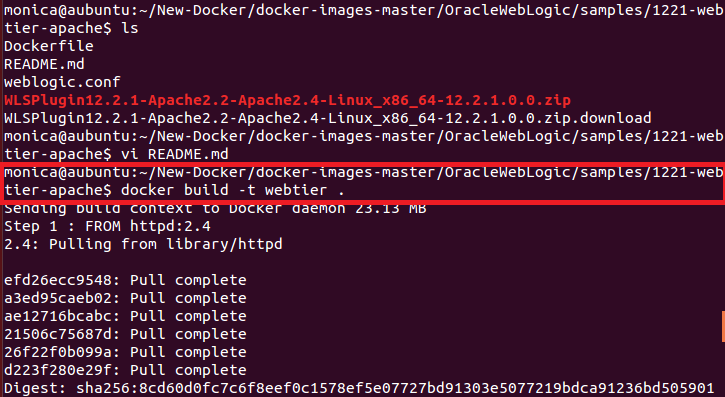 monica@aubuntu:~/New-Docker/docker-images-master/OracleWebLogic/samples/1221-web
tier-apache$ ls
Dockerfile
README.md
weblogic.conf
WLSPlugin12.2.1-Apache2.2-Apache2.4-Linux_x86_64-12.2.1.0.0.zip
WLSPlugin12.2.1-Apache2.2-Apache2.4-Linux_x86_64-12.2.1.0.0.zip.download
monica@aubuntu:~/New-Docker/docker-images-master/OracleWebLogic/samples/1221-web
tier-apache$ vi README.md
monica@aubuntu:~/New-Docker/docker-images-master/OracleWebLogic/samples/1221-web
tier-apache$ docker build -t webtier .
Sending build context to Docker daemon 23.13 MB
Step 1 : FROM httpd:2.4
2.4: Pulling from library/httpd
efd26ecc9548: Pull complete
a3ed95caeb02: Pull complete
ae12716bcabc: Pull complete
21506c75687d: Pull complete
26f22f0b099a: Pull complete
d223f280e29f: Pull complete
Digest: sha256:8cd60d0fc7c6f8eef0c1578ef5e07727bd91303e5077219bdca91236bd505901